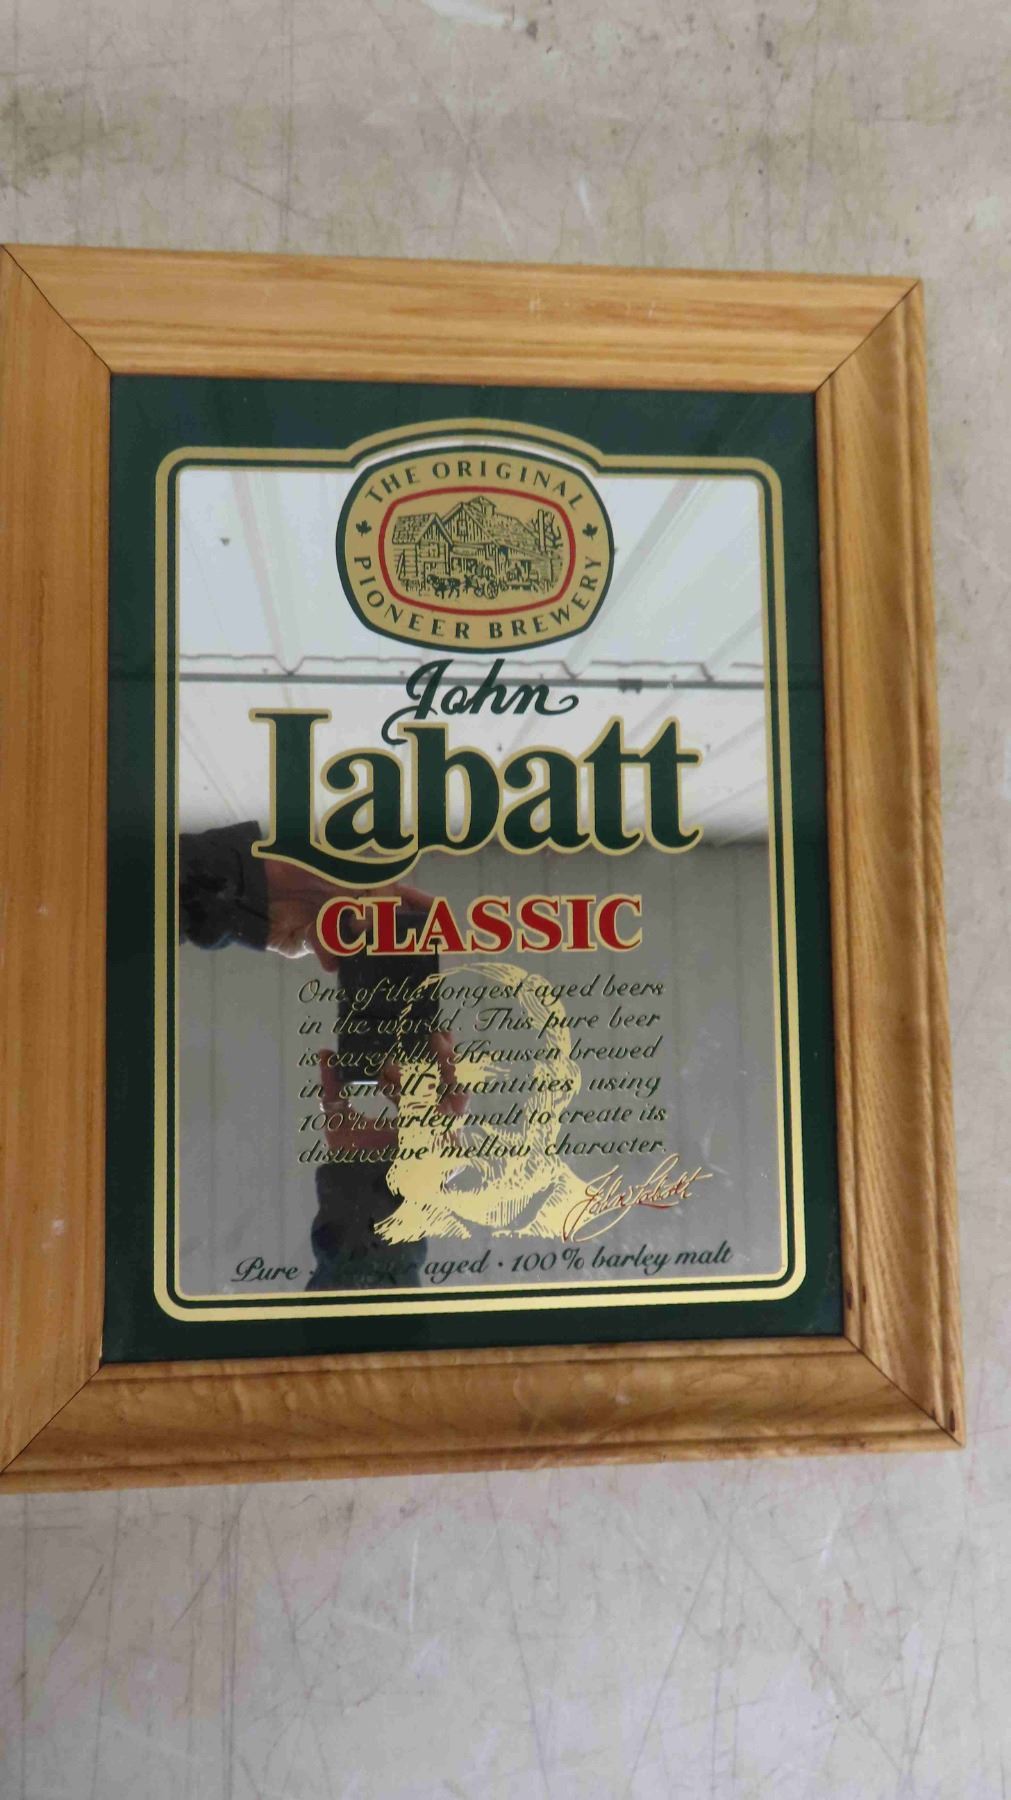 THE ORIGINAL
PIONEER BREWERY
John
Labatt
CLASSIC
One of the longest-aged beers
in the world. This pure beer
is carefully Krausen brewed
in small quantities using
100% barley malt to create its
distinctive mellow character.
John Labatt
Pure · aged · 100% barley malt